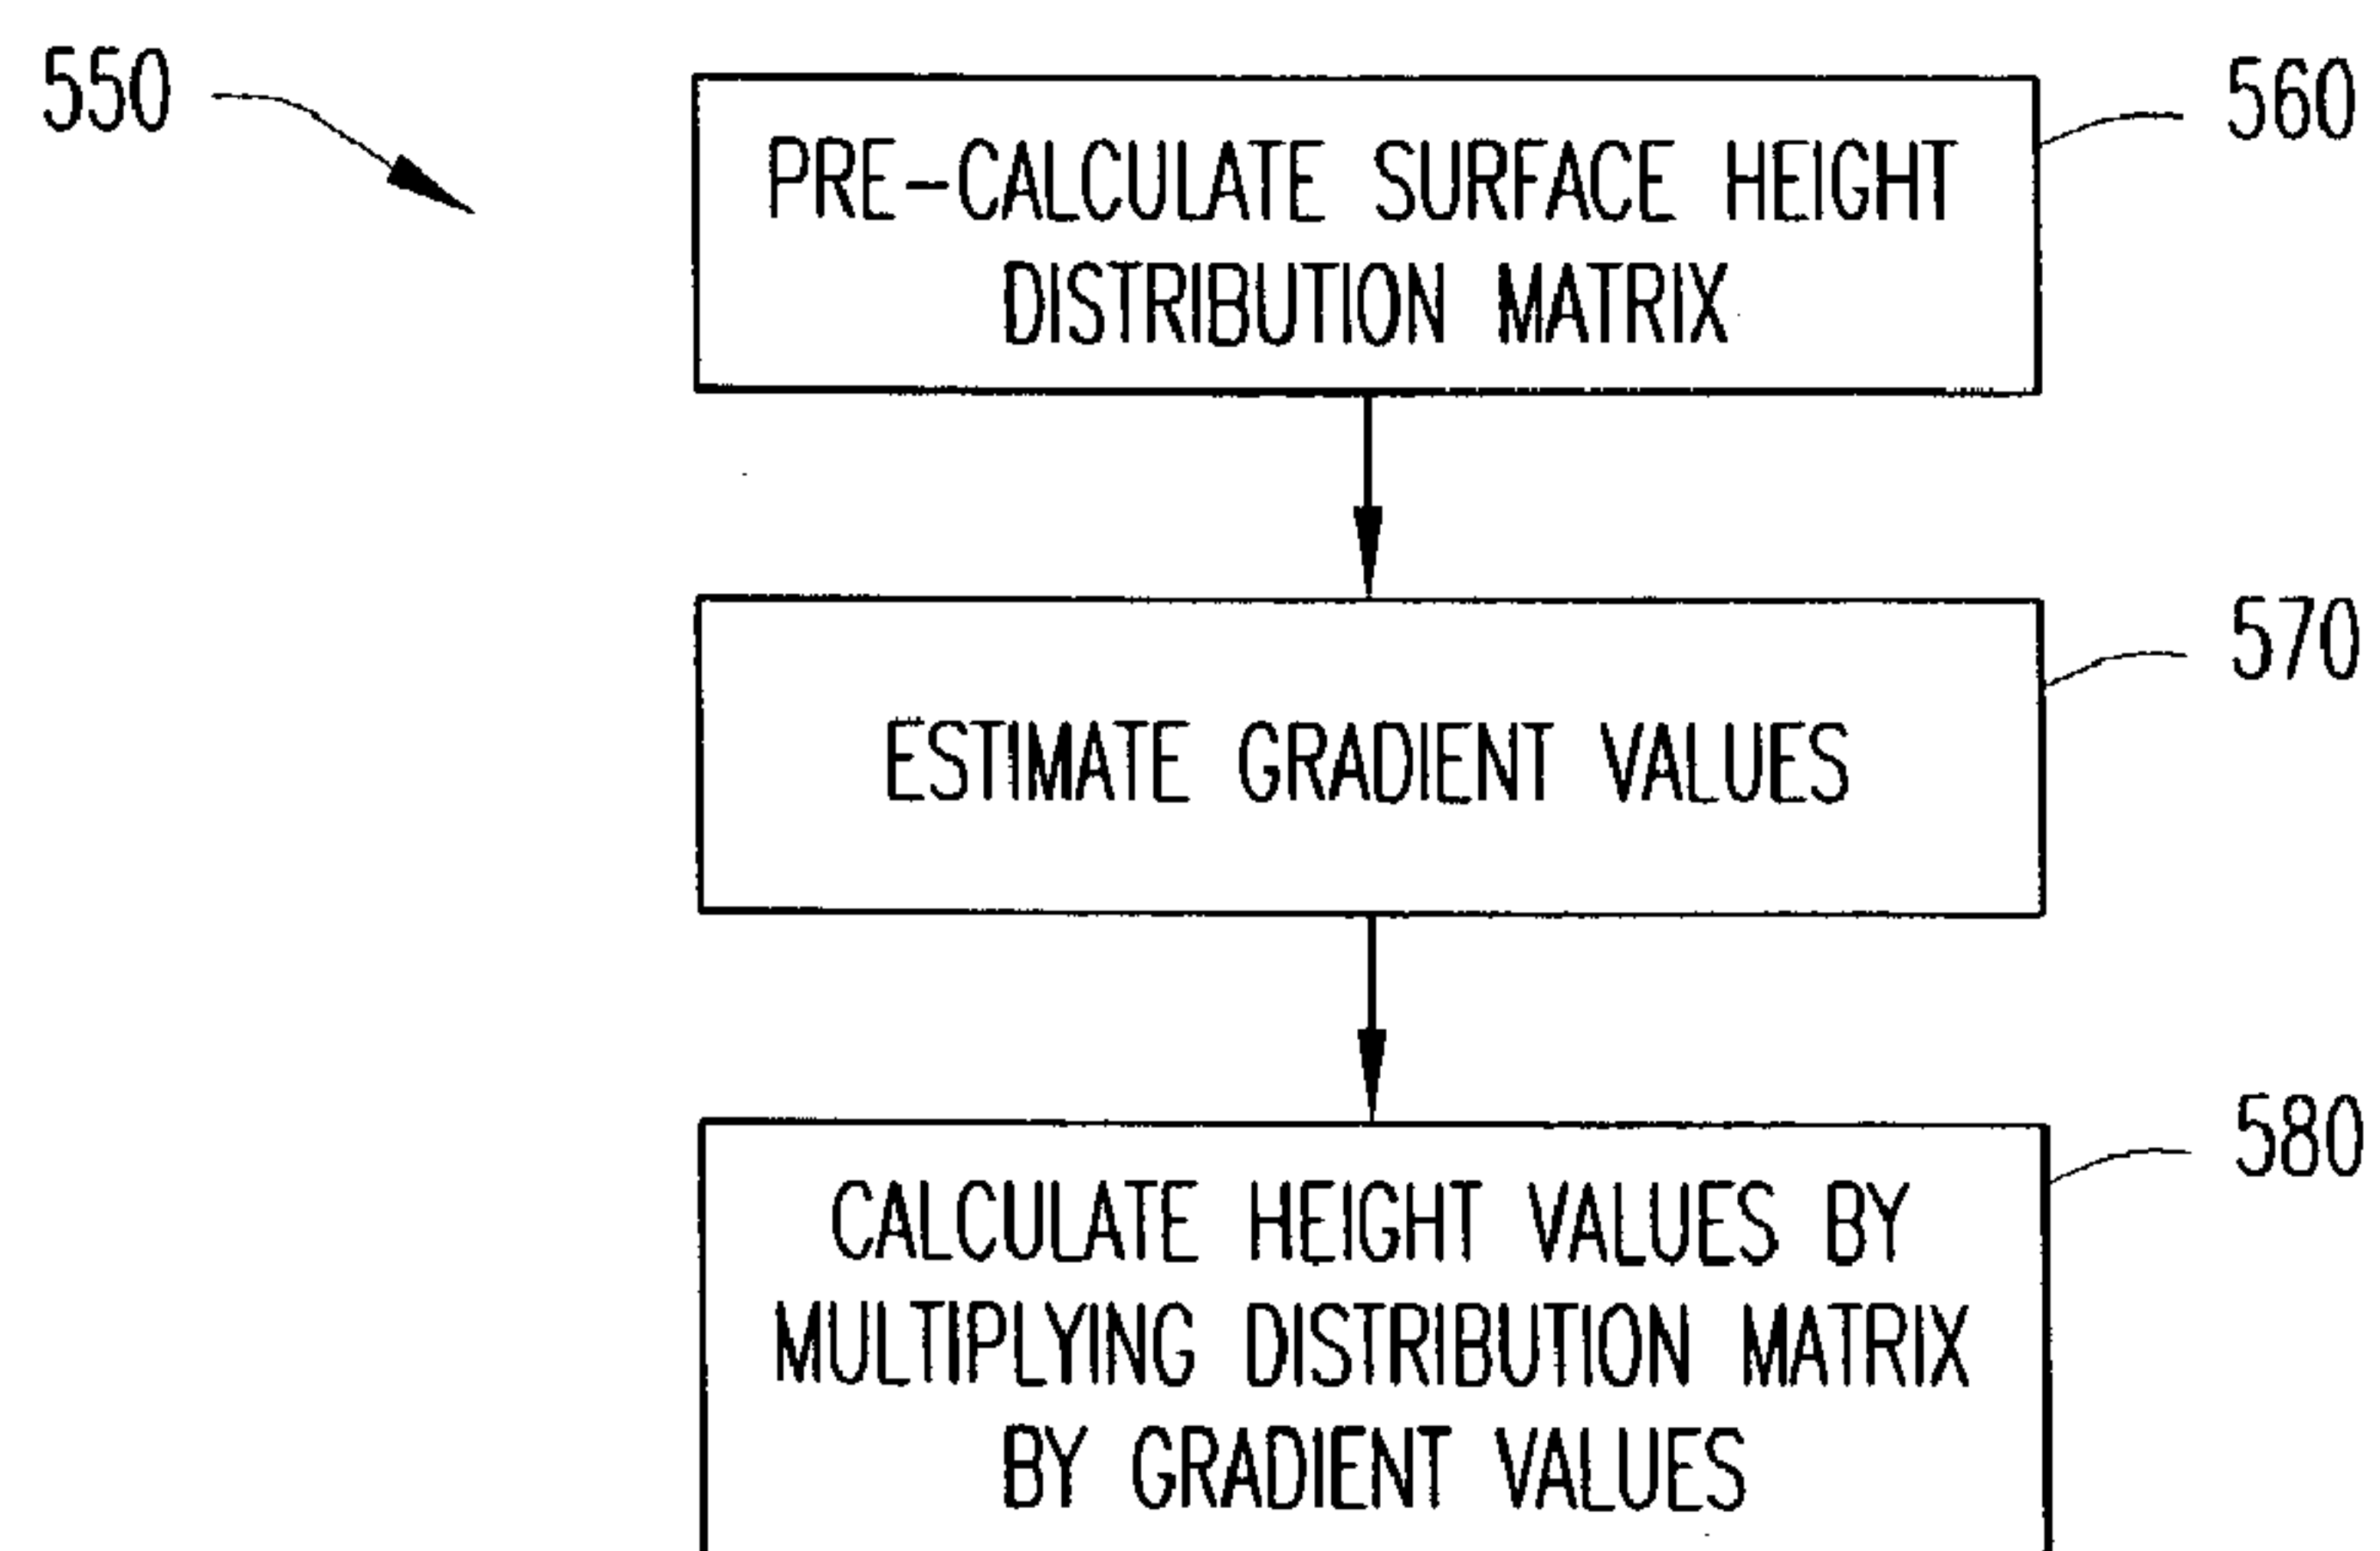 550
560
PRE-CALCULATE SURFACE HEIGHT
DISTRIBUTION MATRIX
570
ESTIMATE GRADIENT VALUES
580
CALCULATE HEIGHT VALUES BY
MULTIPLYING DISTRIBUTION MATRIX
BY GRADIENT VALUES